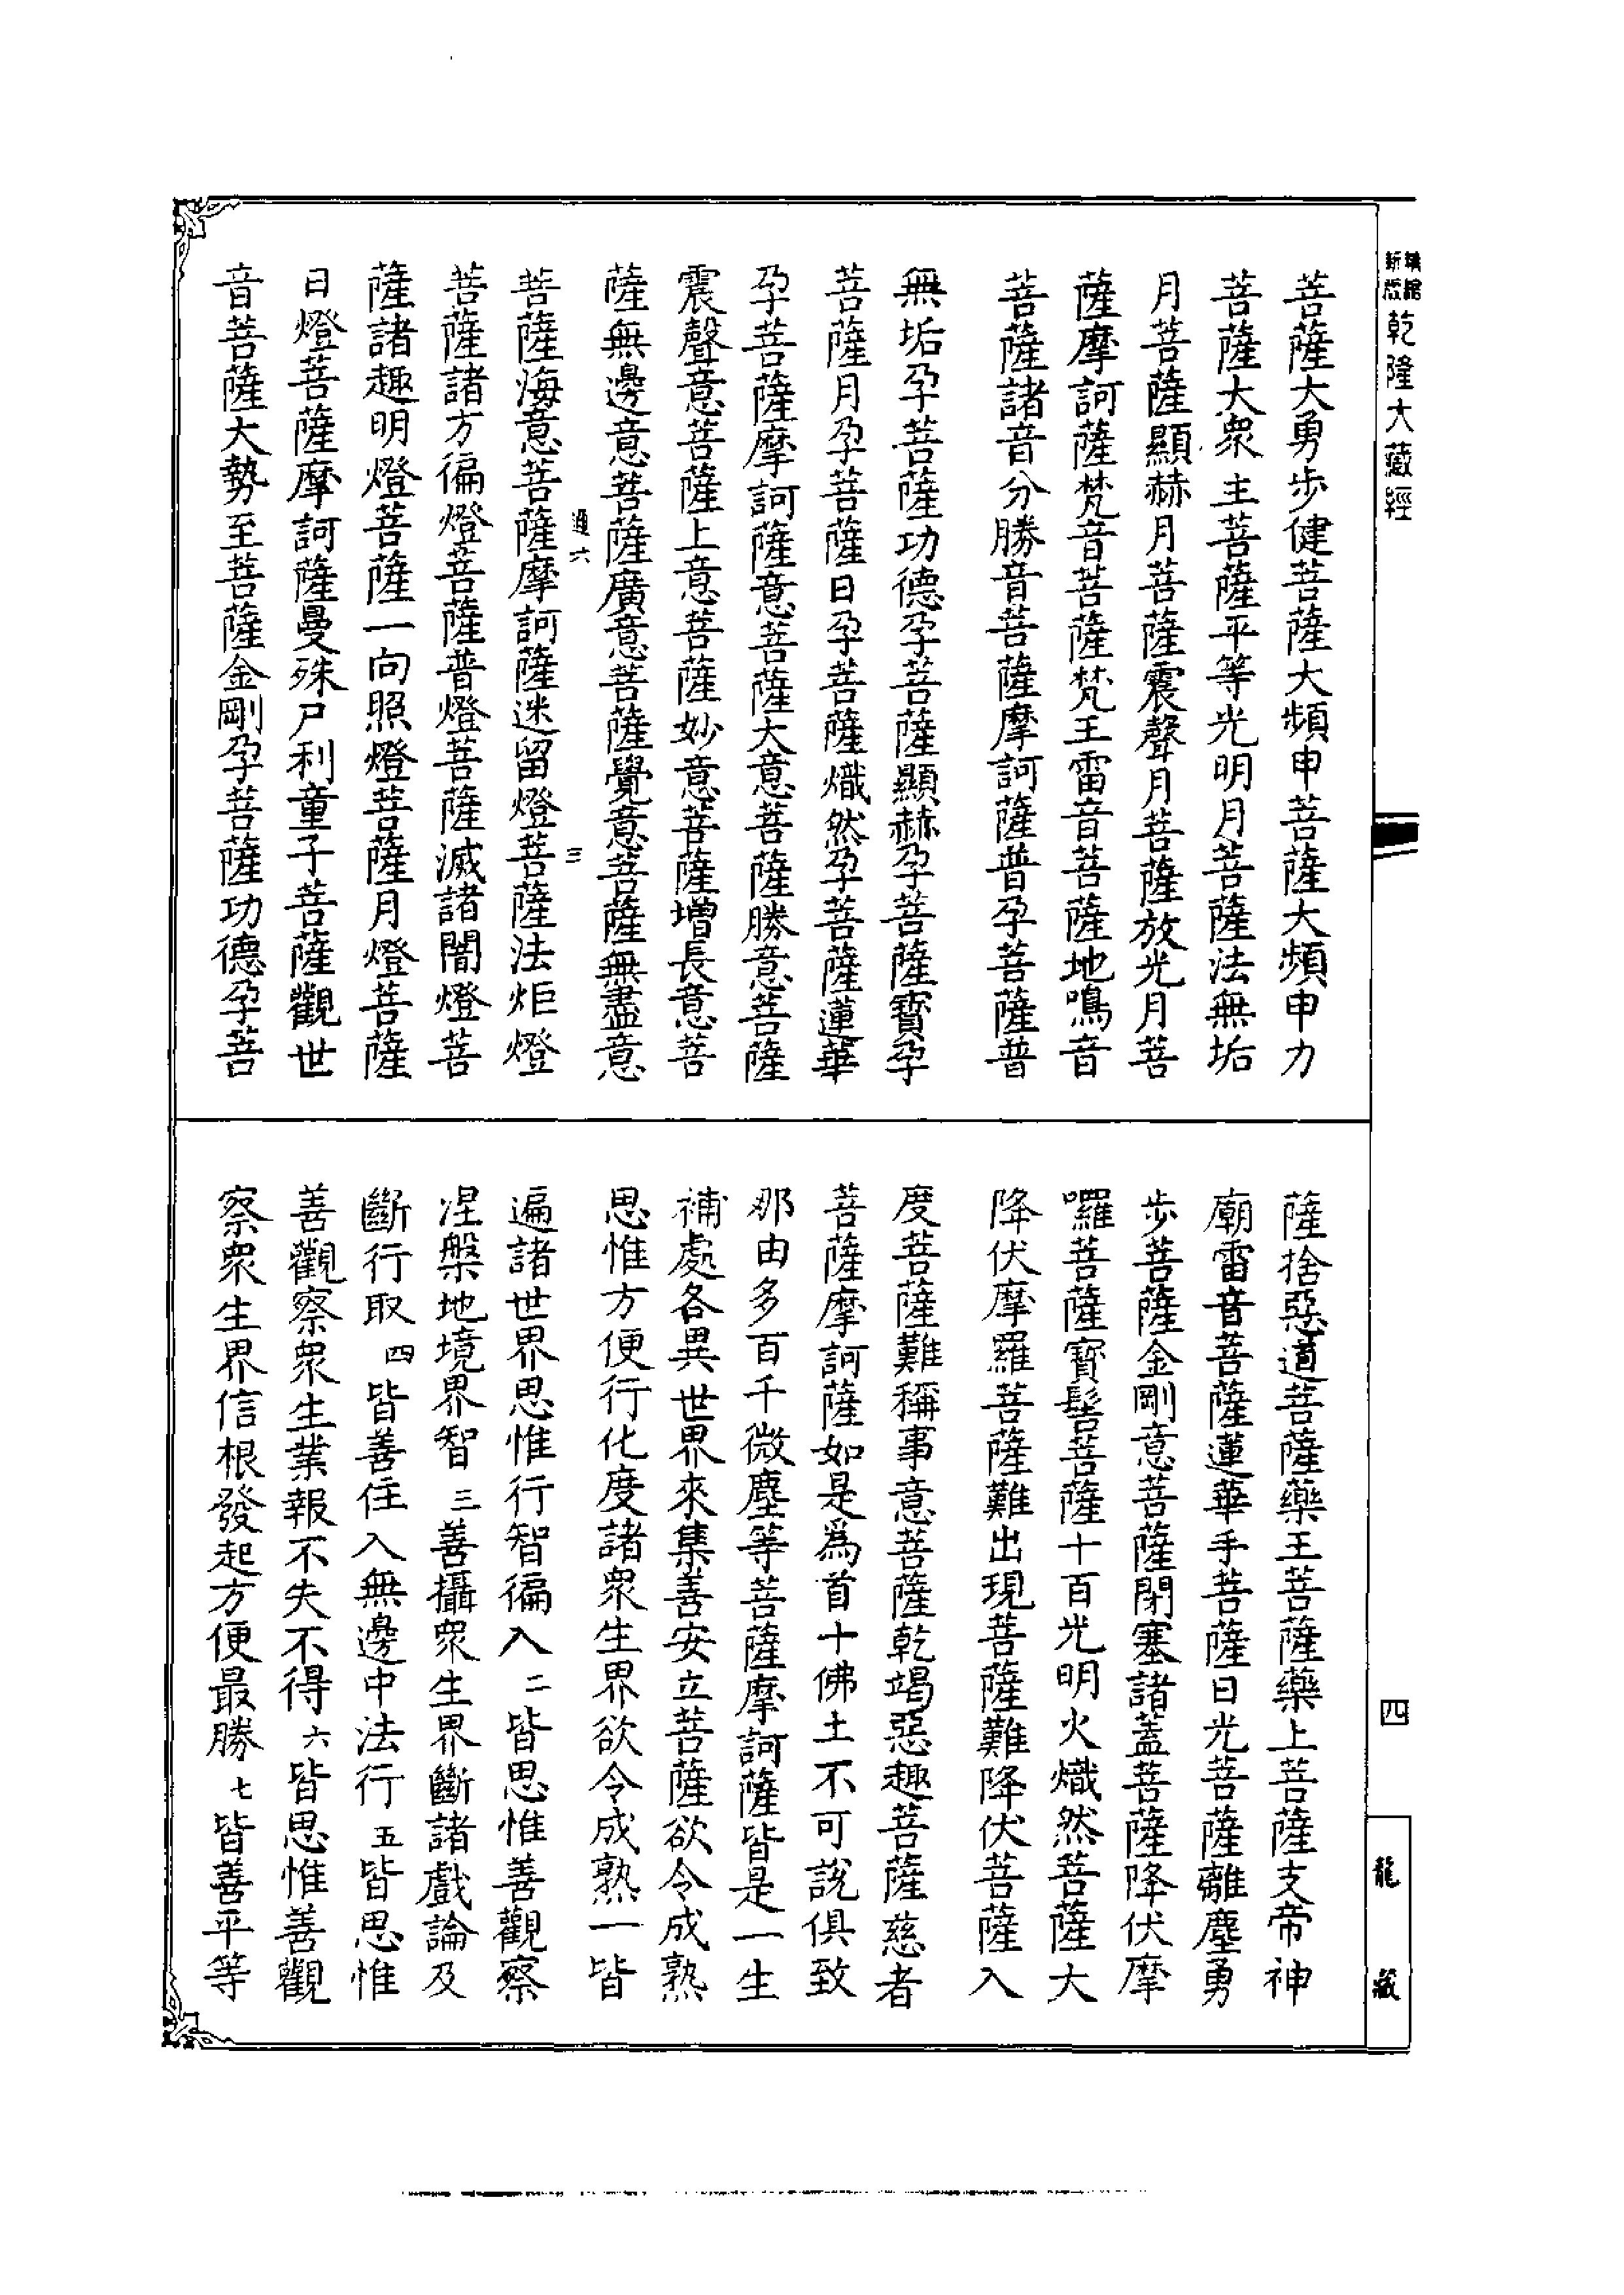 乾隆大藏經
菩薩大勇步健菩薩大頻申菩薩大頻申力
菩薩大衆主菩薩平等光明月菩薩法無垢
月菩薩顯赫月菩薩震聲月菩薩放光月菩
薩摩訶薩梵音菩薩梵王雷音菩薩地鳴音
菩薩諸音分勝音菩薩摩訶薩普孕菩薩普
無垢孕菩薩功德孕菩薩顯赫孕菩薩寶孕
菩薩月孕菩薩日孕菩薩熾然孕菩薩蓮華
孕菩薩摩訶薩意菩薩大意菩薩勝意菩薩
震聲意菩薩上意菩薩妙意菩薩增長意菩
薩無邊意菩薩廣意菩薩覺意菩薩無盡意
通六
三
菩薩海意菩薩摩訶薩迷留燈菩薩法炬燈
菩薩諸方徧燈菩薩普燈菩薩滅諸闇燈菩
薩諸趣明燈菩薩一向照燈菩薩月燈菩薩
日燈菩薩摩訶薩曼殊尸利童子菩薩觀世
音菩薩大勢至菩薩金剛孕菩薩功德孕菩
薩捨惡道菩薩藥王菩薩藥上菩薩支帝神
廟雷音菩薩蓮華手菩薩日光菩薩離塵勇
步菩薩金剛意菩薩閉塞諸蓋菩薩降伏摩
囉菩薩寶髻菩薩十百光明火熾然菩薩大
降伏摩羅菩薩難出現菩薩難降伏菩薩入
度菩薩難稱事意菩薩乾竭惡趣菩薩慈者
菩薩摩訶薩如是爲首十佛土不可說俱致
那由多百千微塵等菩薩摩訶薩皆是一生
補處各異世界來集善安立菩薩欲令成熟
思惟方便行化度諸衆生界欲令成熟一皆
遍諸世界思惟行智徧入二皆思惟善觀察
涅槃地境界智三善攝衆生界斷諸戲論及
斷行取四皆善住入無邊中法行五皆思惟
善觀察衆生業報不失不得六皆思惟善觀
察衆生界信根發起方便最勝七皆善平等
四
龍
藏